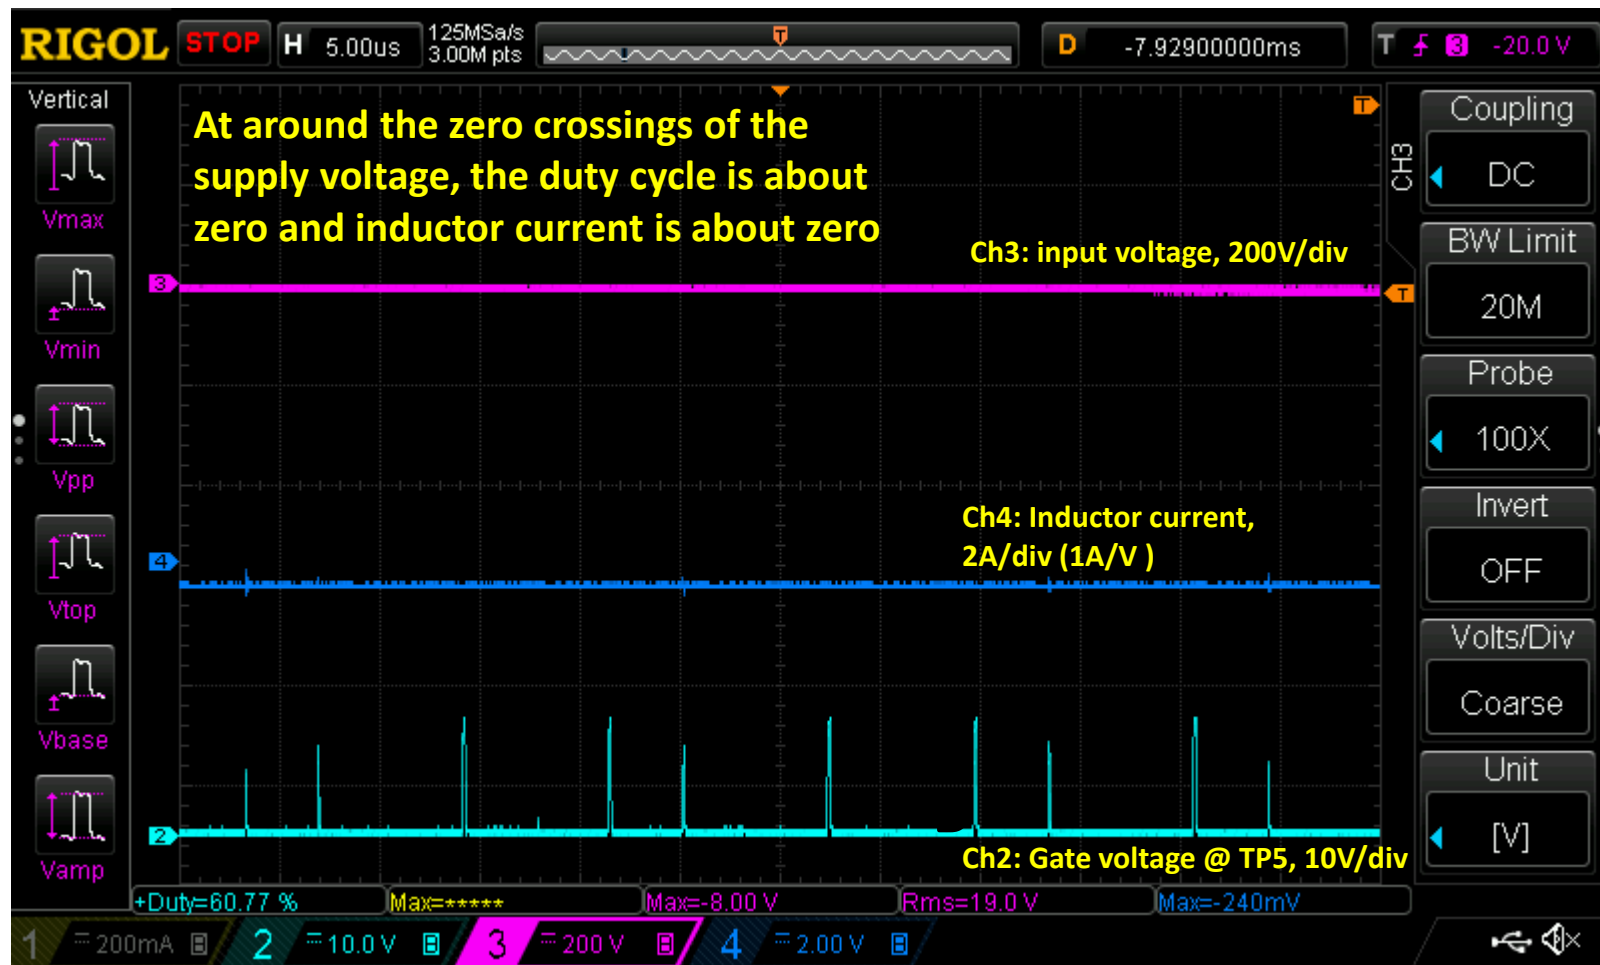 RIGOL STOP H 5.00us 125MSa/s 3.00M pts T D -7.92900000ms T 3 -20.0 V
Vertical
Vmax
Vmin
Vpp
Vtop
Vbase
Vamp
At around the zero crossings of the
supply voltage, the duty cycle is about
zero and inductor current is about zero
T
Ch3: input voltage, 200V/div
3
T
Ch4: Inductor current,
2A/div (1A/V )
4
2
Ch2: Gate voltage @ TP5, 10V/div
CH3
Coupling
DC
BW Limit
20M
Probe
100X
Invert
OFF
Volts/Div
Coarse
Unit
[V]
+Duty=60.77 % Max=***** Max=-8.00 V Rms=19.0 V Max=-240mV
1 200mA B 2 10.0 V B 3 200 V B 4 2.00 V B